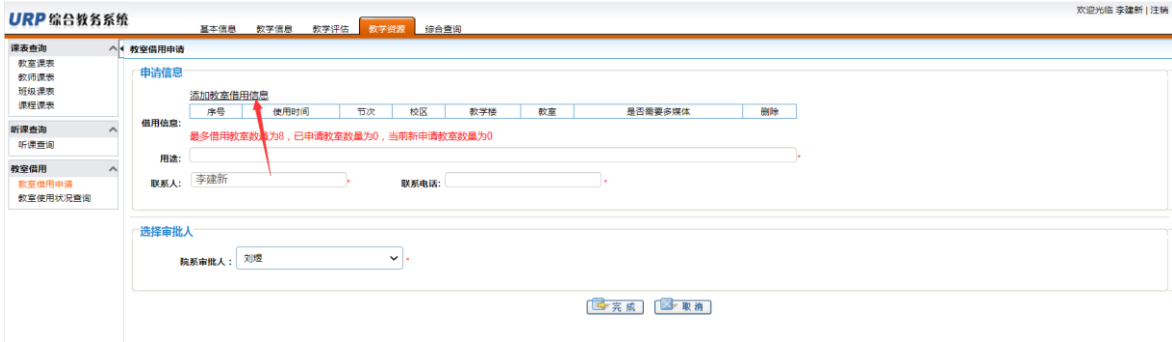 欢迎光临 李建新 | 注销
URP 综合教务系统
基本信息 教学信息 教学评估 教学资源 综合查询
课表查询
教室课表
教师课表
班级课表
课程课表
听课查询
听课查询
教室借用
教室借用申请
教室使用状况查询
教室借用申请
申请信息
添加教室借用信息
序号 使用时间 节次 校区 教学楼 教室 是否需要多媒体 删除
借用信息:
最多借用教室数量为8，已申请教室数量为0，当前新申请教室数量为0
用途: *
联系人: 李建新 * 联系电话: *
选择审批人
院系审批人： 刘煜 *
完成 取消